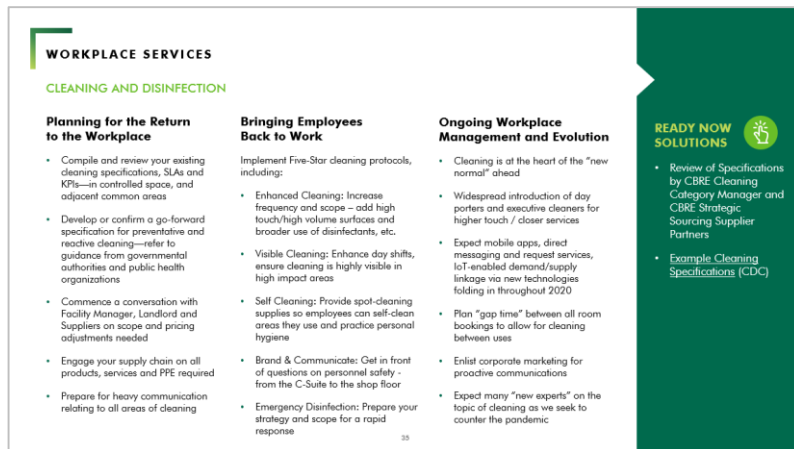 WORKPLACE SERVICES
CLEANING AND DISINFECTION
Planning for the Return
to the Workplace
• Compile and review your existing
cleaning specifications, SLAs and
KPIs—in controlled space, and
adjacent common areas
• Develop or confirm a go-forward
specification for preventative and
reactive cleaning—refer to
guidance from governmental
authorities and public health
organizations
• Commence a conversation with
Facility Manager, Landlord and
Suppliers on scope and pricing
adjustments needed
• Engage your supply chain on all
products, services and PPE required
• Prepare for heavy communication
relating to all areas of cleaning
Bringing Employees
Back to Work
Implement Five-Star cleaning protocols,
including:
• Enhanced Cleaning: Increase
frequency and scope – add high
touch/high volume surfaces and
broader use of disinfectants, etc.
• Visible Cleaning: Enhance day shifts,
ensure cleaning is highly visible in
high impact areas
• Self Cleaning: Provide spot-cleaning
supplies so employees can self-clean
areas they use and practice personal
hygiene
• Brand & Communicate: Get in front
of questions on personnel safety -
from the C-Suite to the shop floor
• Emergency Disinfection: Prepare your
strategy and scope for a rapid
response
Ongoing Workplace
Management and Evolution
• Cleaning is at the heart of the “new
normal” ahead
• Widespread introduction of day
porters and executive cleaners for
higher touch / closer services
• Expect mobile apps, direct
messaging and request services,
IoT-enabled demand/supply
linkage via new technologies
folding in throughout 2020
• Plan “gap time” between all room
bookings to allow for cleaning
between uses
• Enlist corporate marketing for
proactive communications
• Expect many “new experts” on the
topic of cleaning as we seek to
counter the pandemic
READY NOW
SOLUTIONS
• Review of Specifications
by CBRE Cleaning
Category Manager and
CBRE Strategic
Sourcing Supplier
Partners
• Example Cleaning
Specifications (CDC)
35